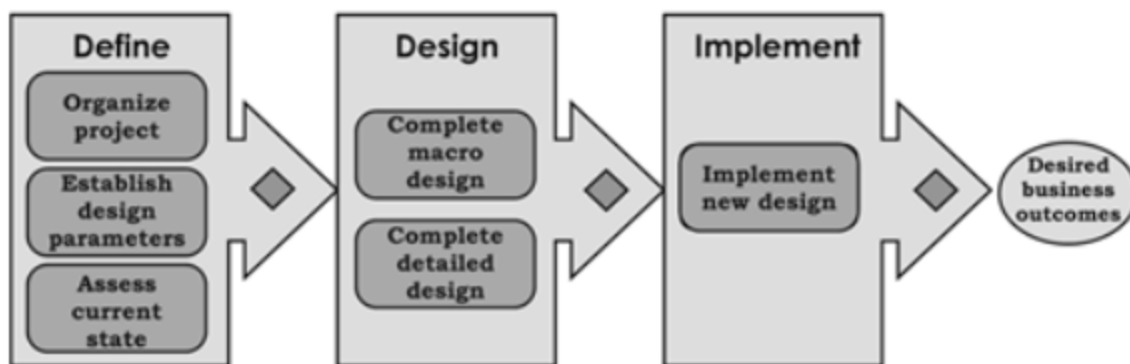 Define
Organize
project
Establish
design
parameters
Assess
current
state
Design
Complete
macro
design
Complete
detailed
design
Implement
Implement
new design
Desired
business
outcomes